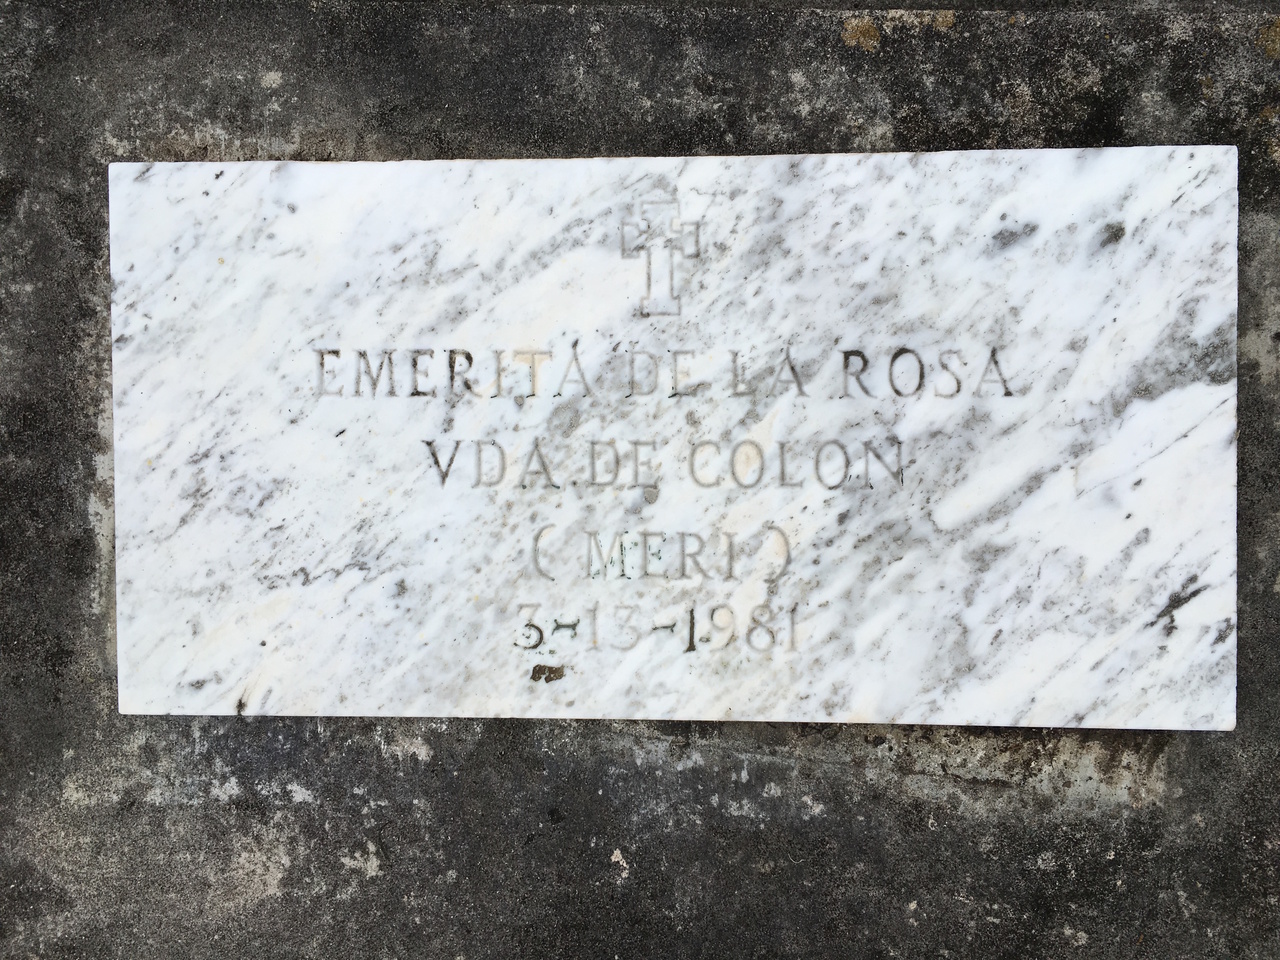 EMERITA DE LA ROSA
VDA. DE COLON
( MERI )
3-13-1981